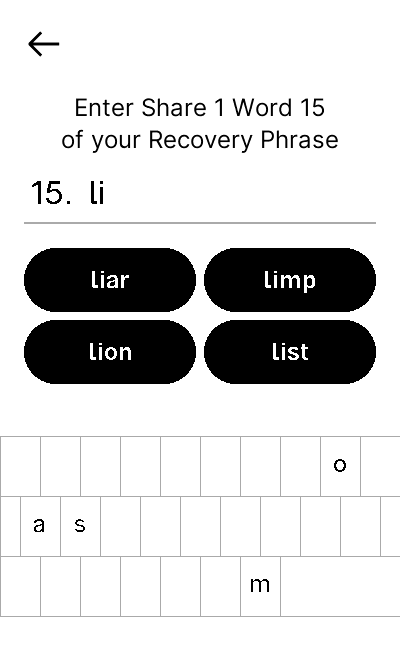 Enter Share 1 Word 15
of your Recovery Phrase
15. li
liar limp
lion list
o
a s
m